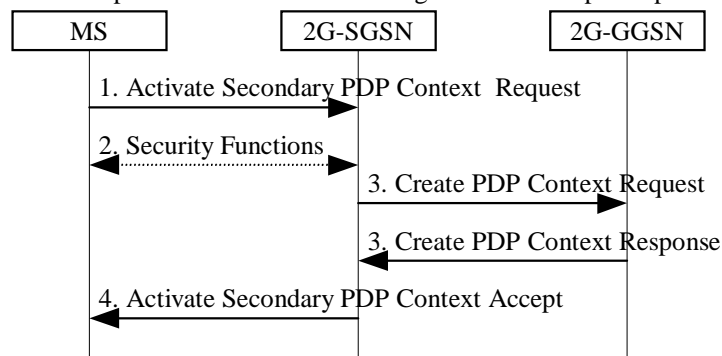 MS
2G-SGSN
2G-GGSN
1. Activate Secondary PDP Context Request
2. Security Functions
3. Create PDP Context Request
3. Create PDP Context Response
4. Activate Secondary PDP Context Accept